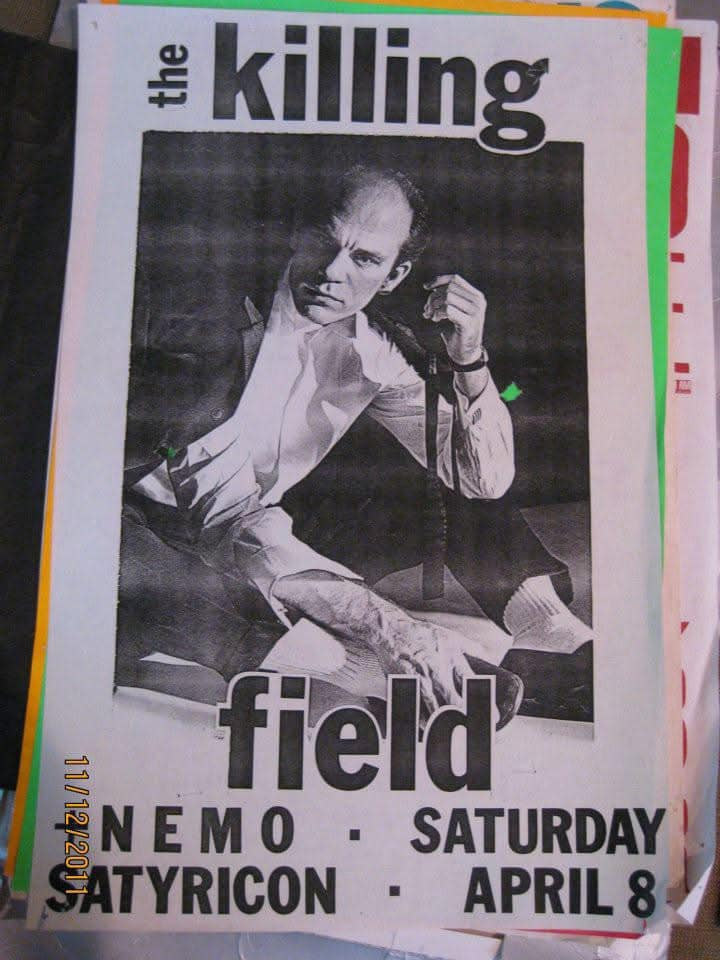 the killing
field
+ NEMO · SATURDAY
SATYRICON · APRIL 8
11/12/2011